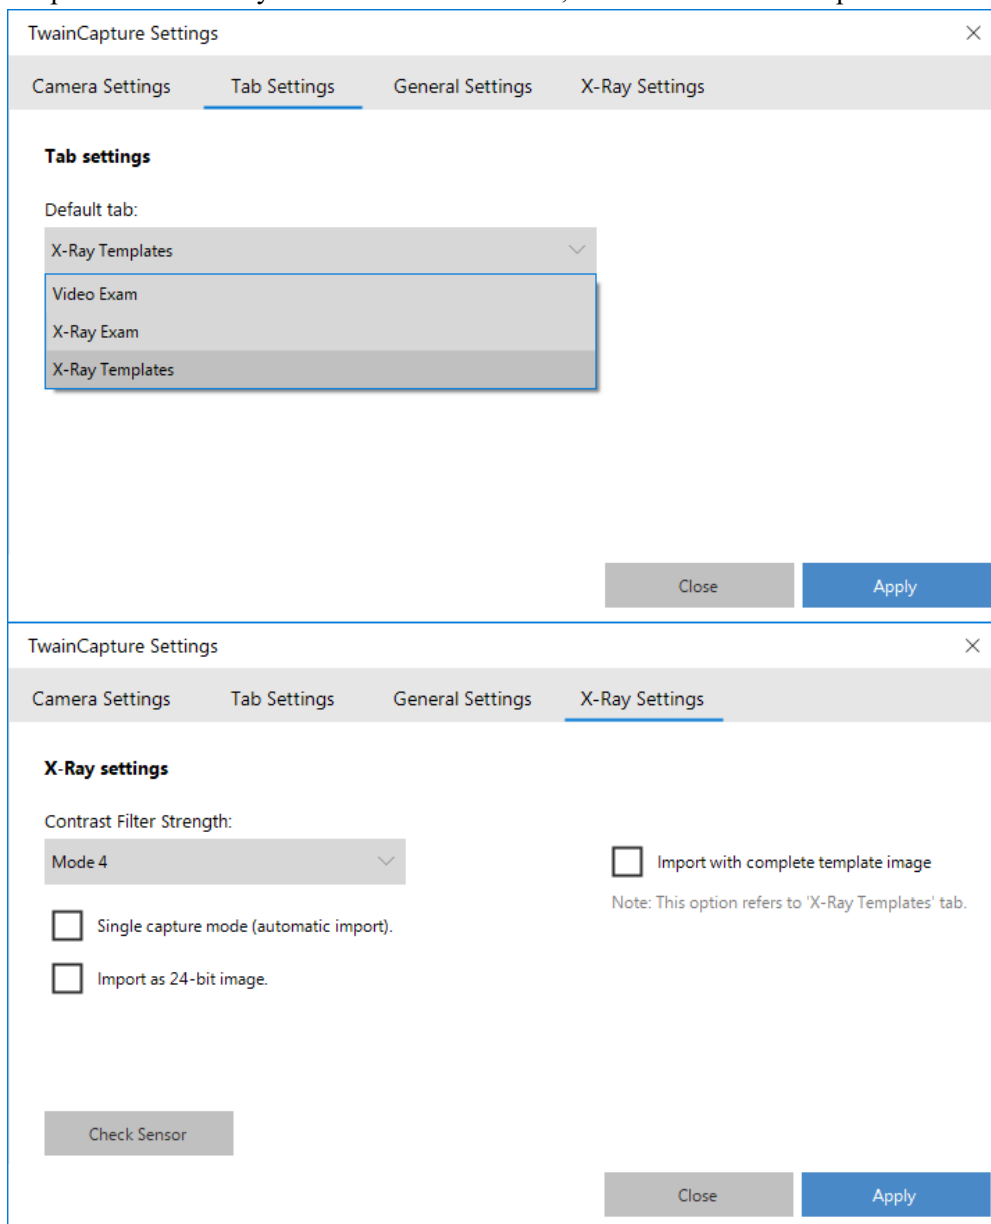 TwainCapture Settings
Camera Settings Tab Settings General Settings X-Ray Settings
Tab settings
Default tab:
X-Ray Templates
Video Exam
X-Ray Exam
X-Ray Templates
Close Apply
TwainCapture Settings
Camera Settings Tab Settings General Settings X-Ray Settings
X-Ray settings
Contrast Filter Strength:
Mode 4
Import with complete template image
Note: This option refers to 'X-Ray Templates' tab.
Single capture mode (automatic import).
Import as 24-bit image.
Check Sensor
Close Apply